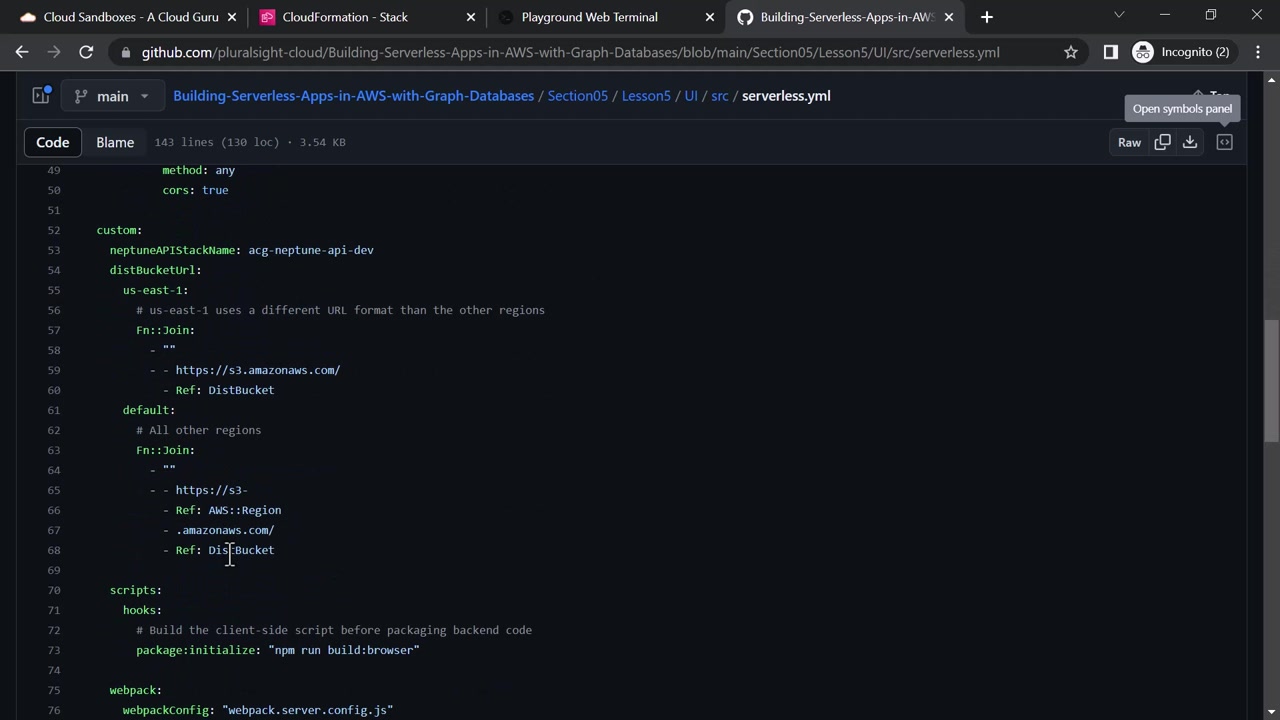 Cloud Sandboxes - A Cloud Guru
CloudFormation - Stack
Playground Web Terminal
Building-Serverless-Apps-in-AWS
github.com/pluralsight-cloud/Building-Serverless-Apps-in-AWS-with-Graph-Databases/blob/main/Section05/Lesson5/UI/src/serverless.yml
Incognito (2)
main
Building-Serverless-Apps-in-AWS-with-Graph-Databases / Section05 / Lesson5 / UI / src / serverless.yml
Open symbols panel
Code
Blame
143 lines (130 loc) · 3.54 KB
Raw
49 method: any
50 cors: true
51
52 custom:
53 neptuneAPIStackName: acg-neptune-api-dev
54 distBucketUrl:
55 us-east-1:
56 # us-east-1 uses a different URL format than the other regions
57 Fn::Join:
58 - ""
59 - - https://s3.amazonaws.com/
60 - Ref: DistBucket
61 default:
62 # All other regions
63 Fn::Join:
64 - ""
65 - - https://s3-
66 - Ref: AWS::Region
67 - .amazonaws.com/
68 - Ref: DistBucket
69
70 scripts:
71 hooks:
72 # Build the client-side script before packaging backend code
73 package:initialize: "npm run build:browser"
74
75 webpack:
76 webpackConfig: "webpack.server.config.js"